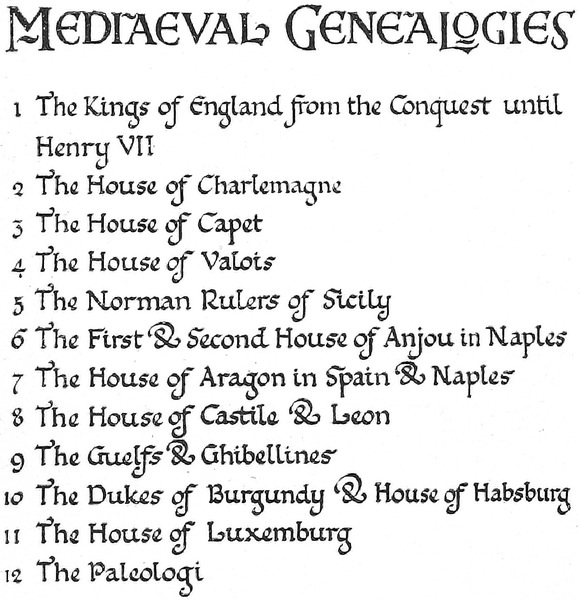 MEDIAEVAL GENEALOGIES
1 The Kings of England from the Conquest until
Henry VII
2 The House of Charlemagne
3 The House of Capet
4 The House of Valois
5 The Norman Rulers of Sicily
6 The First & Second House of Anjou in Naples
7 The House of Aragon in Spain & Naples
8 The House of Castile & Leon
9 The Guelfs & Ghibellines
10 The Dukes of Burgundy & House of Habsburg
11 The House of Luxemburg
12 The Paleologi